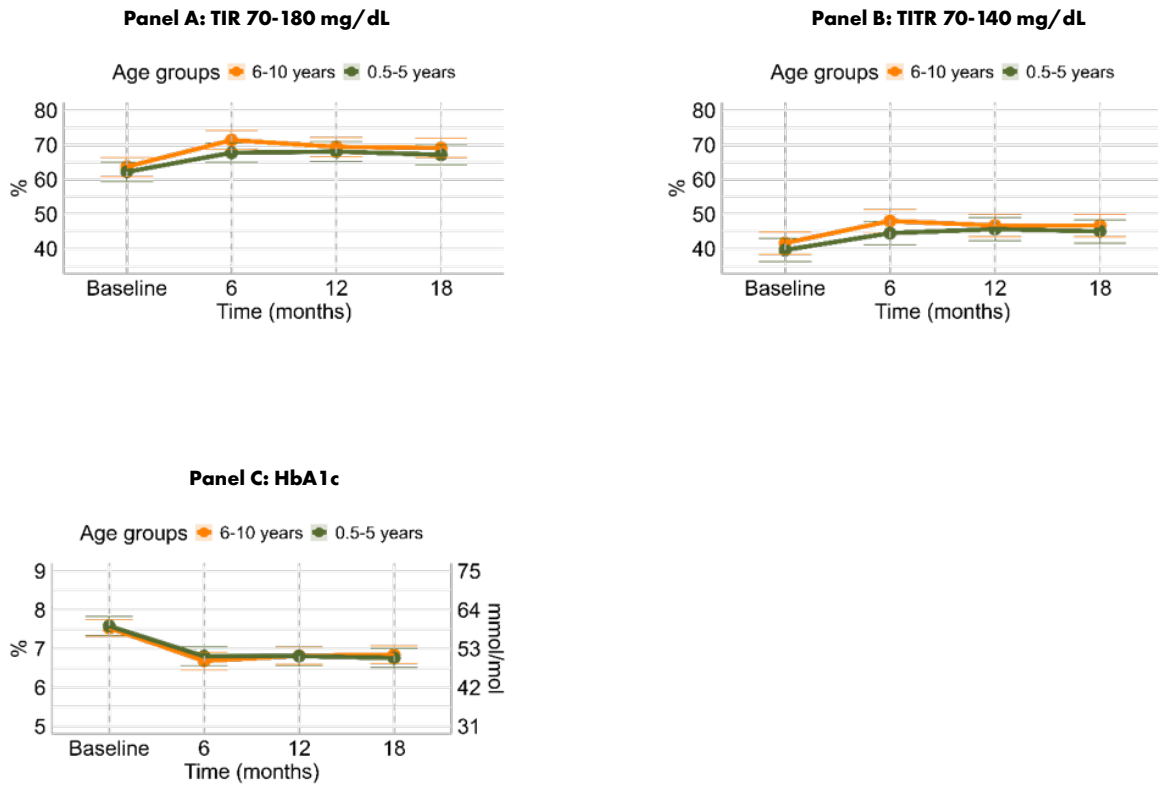 Panel A: TIR 70-180 mg/dL
Age groups 6-10 years 0.5-5 years
80
70
60
50
40
%
Baseline 6 12 18
Time (months)
Panel B: TITR 70-140 mg/dL
Age groups 6-10 years 0.5-5 years
80
70
60
50
40
%
Baseline 6 12 18
Time (months)
Panel C: HbA1c
Age groups 6-10 years 0.5-5 years
9 75
8 64
7 53
6 42
5 31
%
mmol/mol
Baseline 6 12 18
Time (months)